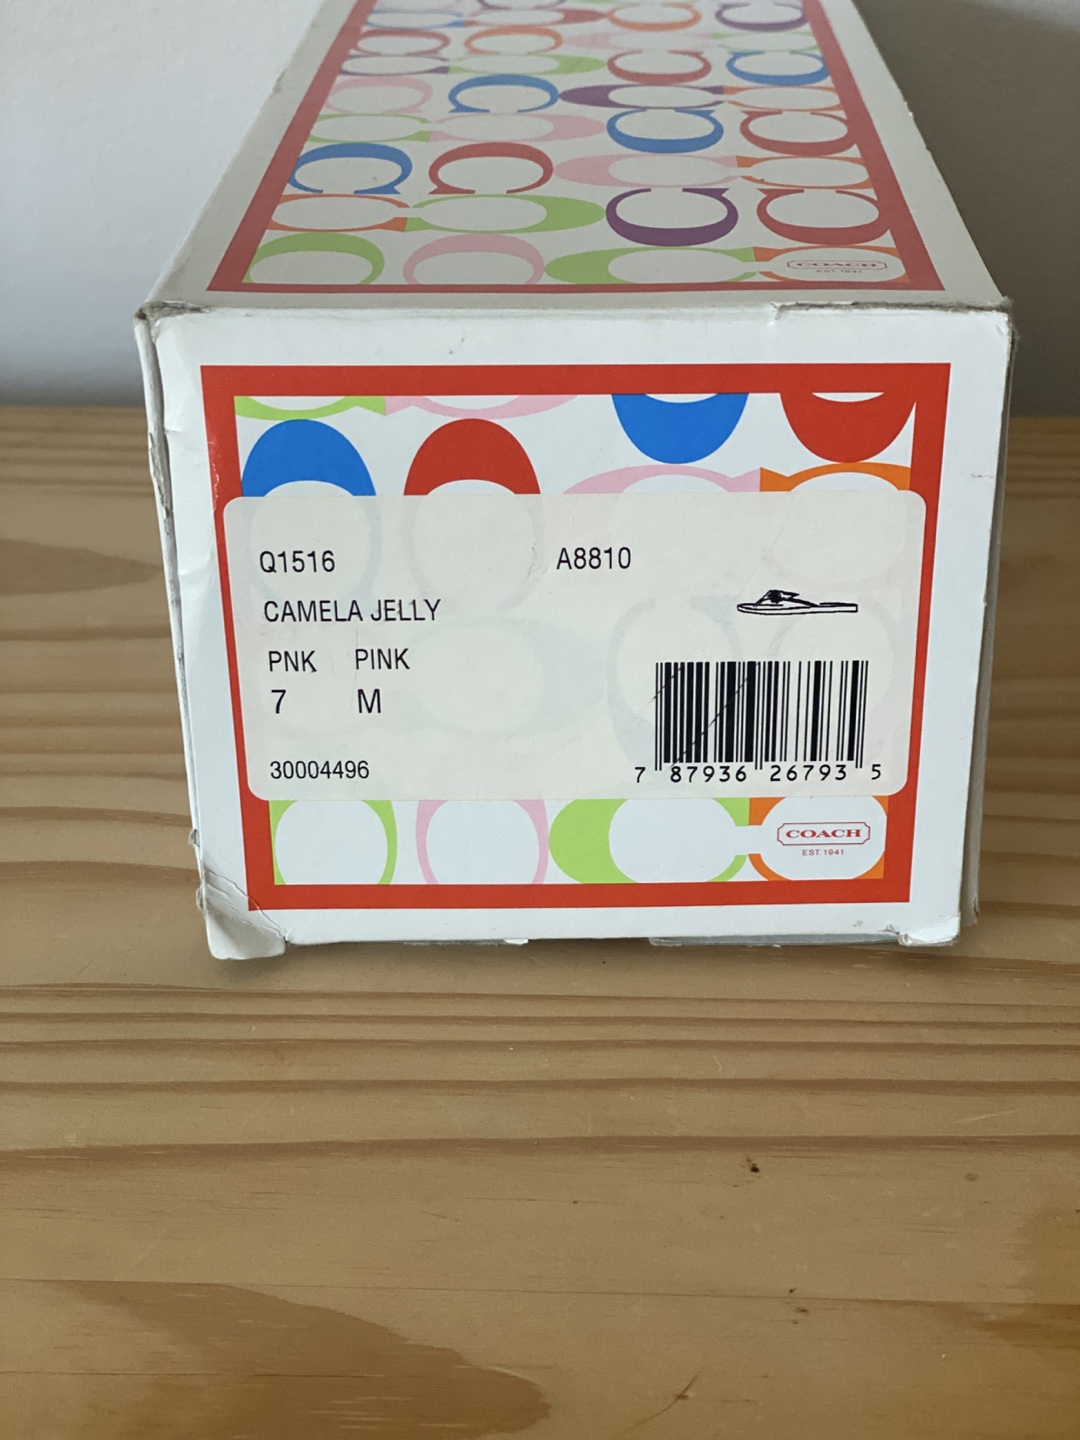 COACH
EST. 1941
Q1516 A8810
CAMELA JELLY
PNK PINK
7 M
30004496
7 87936 26793 5
COACH
EST. 1941